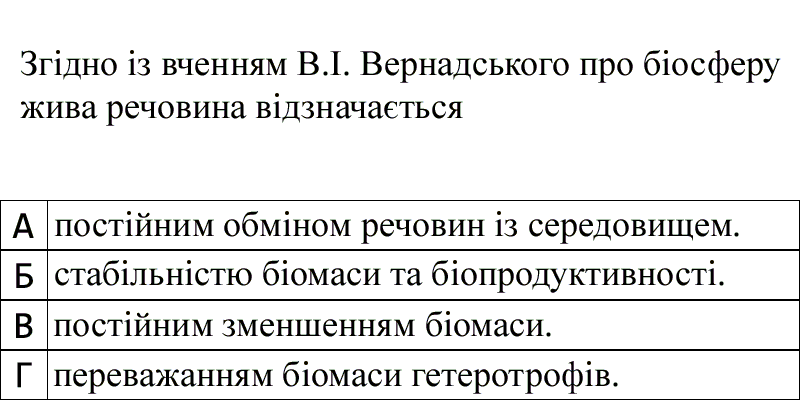 Згідно із вченням В.І. Вернадського про біосферу
жива речовина відзначається
А постійним обміном речовин із середовищем.
Б стабільністю біомаси та біопродуктивності.
В постійним зменшенням біомаси.
Г переважанням біомаси гетеротрофів.